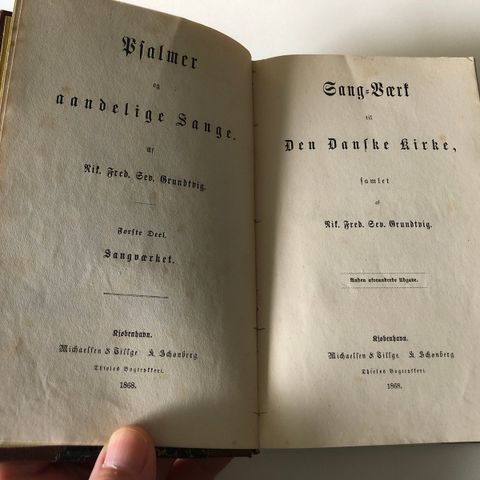 Psalmer
og
aandelige Sange.
Af
Nik. Fred. Sev. Grundtvig.
Første Deel.
Sangværket.
Kjøbenhavn.
Michaelsen & Tillge K. Schønberg
Thieles Bogtrykkeri.
1868.
Sang-Værk
til
Den Danske Kirke,
samlet
af
Nik. Fred. Sev. Grundtvig.
Anden uforandrede Udgave.
Kjøbenhavn.
Michaelsen & Tillge K. Schønberg
Thieles Bogtrykkeri.
1868.